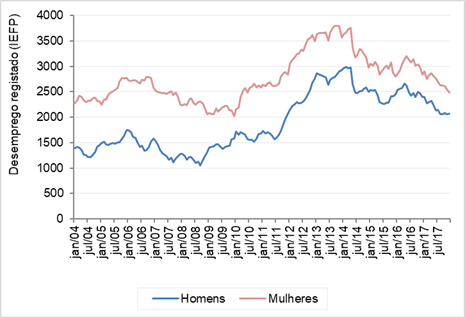 Desemprego registado (IEFP)
4000
3500
3000
2500
2000
1500
1000
500
0
jan/04
jul/04
jan/05
jul/05
jan/06
jul/06
jan/07
jul/07
jan/08
jul/08
jan/09
jul/09
jan/10
jul/10
jan/11
jul/11
jan/12
jul/12
jan/13
jul/13
jan/14
jul/14
jan/15
jul/15
jan/16
jul/16
jan/17
jul/17
Homens
Mulheres